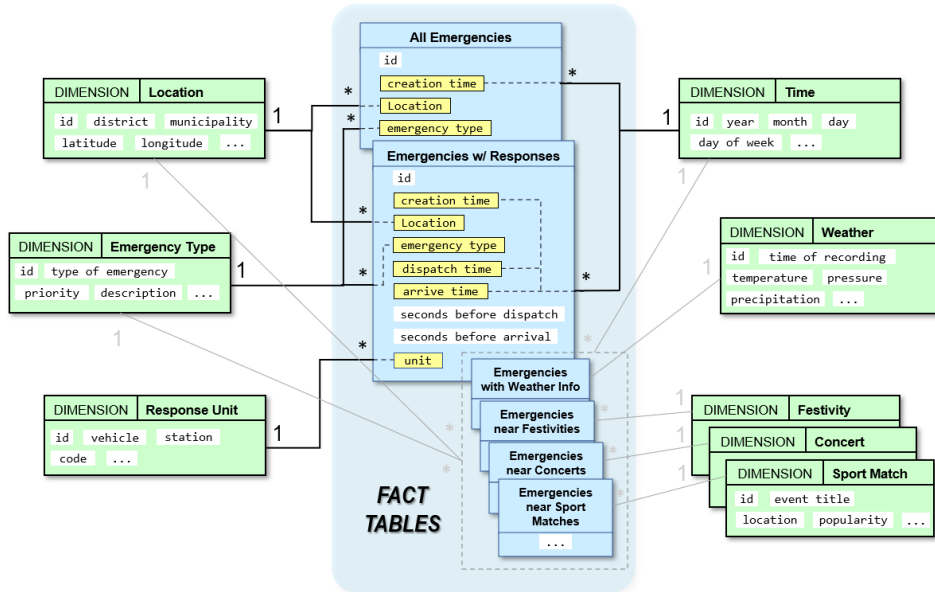 All Emergencies
id
creation time
Location
emergency type
*
*
*
DIMENSION Location
id district municipality
latitude longitude ...
1
1
DIMENSION Time
id year month day
day of week ...
1
1
Emergencies w/ Responses
id
creation time
Location
emergency type
dispatch time
arrive time
seconds before dispatch
seconds before arrival
unit
*
*
*
*
DIMENSION Emergency Type
id type of emergency
priority description ...
1
1
DIMENSION Weather
id time of recording
temperature pressure
precipitation ...
1
DIMENSION Response Unit
id vehicle station
code ...
1
Emergencies
with Weather Info
Emergencies
near Festivities
Emergencies
near Concerts
Emergencies
near Sport
Matches
...
*
*
*
*
*
*
*
FACT
TABLES
DIMENSION Festivity
1
DIMENSION Concert
1
DIMENSION Sport Match
id event title
location popularity ...
1